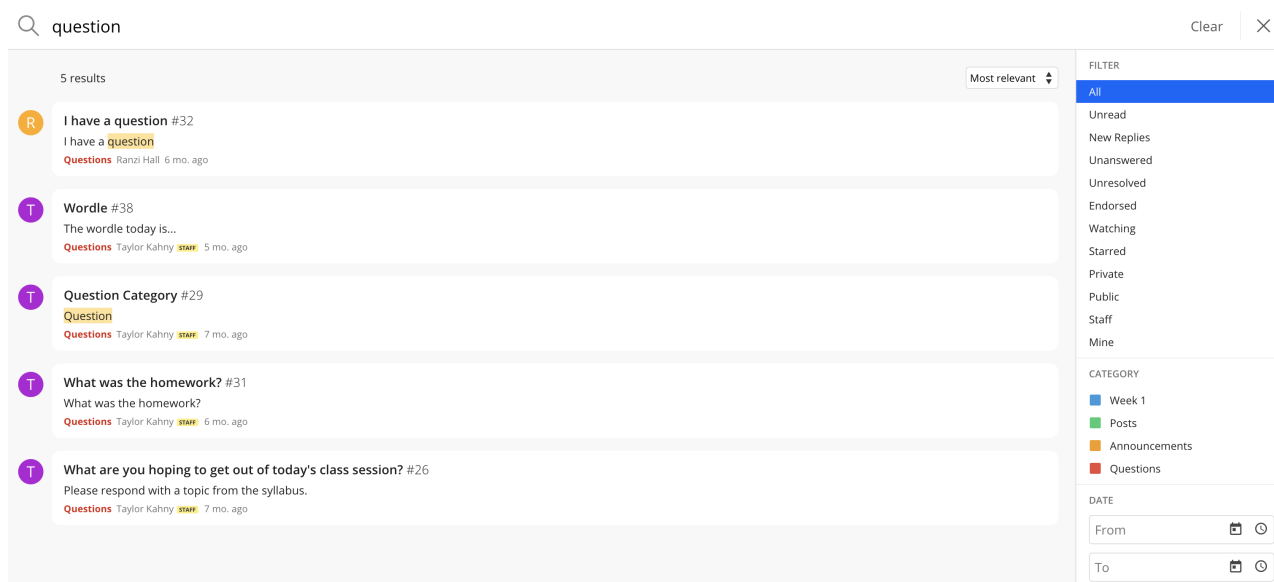 question
Clear
5 results
Most relevant
R
I have a question #32
I have a question
Questions Ranzi Hall 6 mo. ago
T
Wordle #38
The wordle today is...
Questions Taylor Kahny STAFF 5 mo. ago
T
Question Category #29
Question
Questions Taylor Kahny STAFF 7 mo. ago
T
What was the homework? #31
What was the homework?
Questions Taylor Kahny STAFF 6 mo. ago
T
What are you hoping to get out of today's class session? #26
Please respond with a topic from the syllabus.
Questions Taylor Kahny STAFF 7 mo. ago
FILTER
All
Unread
New Replies
Unanswered
Unresolved
Endorsed
Watching
Starred
Private
Public
Staff
Mine
CATEGORY
Week 1
Posts
Announcements
Questions
DATE
From
To